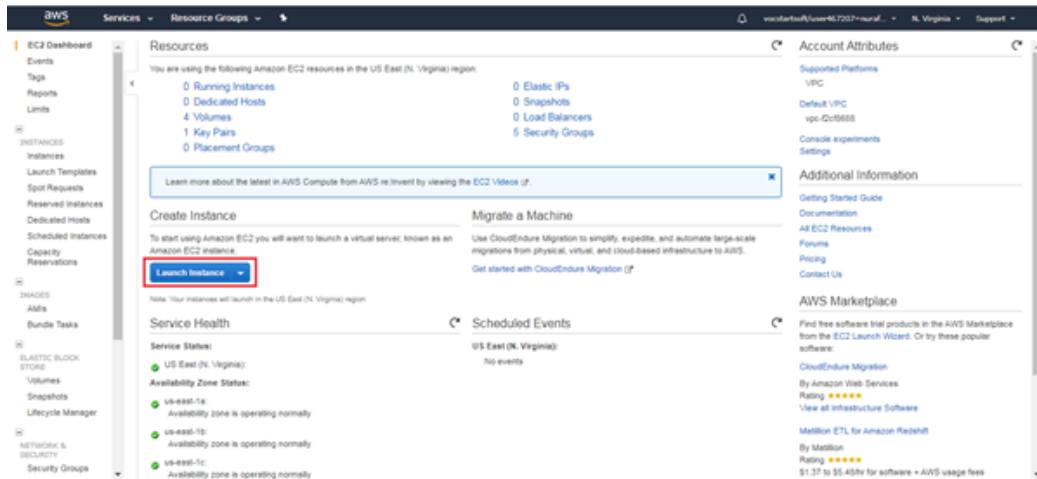 aws
Services
Resource Groups
vocstartsoft/user467207=nuraf...
N. Virginia
Support
EC2 Dashboard
Events
Tags
Reports
Limits
INSTANCES
Instances
Launch Templates
Spot Requests
Reserved Instances
Dedicated Hosts
Scheduled Instances
Capacity
Reservations
IMAGES
AMIs
Bundle Tasks
ELASTIC BLOCK
STORE
Volumes
Snapshots
Lifecycle Manager
NETWORK &
SECURITY
Security Groups
Resources
You are using the following Amazon EC2 resources in the US East (N. Virginia) region:
0 Running Instances
0 Elastic IPs
0 Dedicated Hosts
0 Snapshots
4 Volumes
0 Load Balancers
1 Key Pairs
5 Security Groups
0 Placement Groups
Learn more about the latest in AWS Compute from AWS re:Invent by viewing the EC2 Videos
Create Instance
To start using Amazon EC2 you will want to launch a virtual server, known as an
Amazon EC2 instance.
Launch Instance
Note: Your instances will launch in the US East (N. Virginia) region
Migrate a Machine
Use CloudEndure Migration to simplify, expedite, and automate large-scale
migrations from physical, virtual, and cloud-based infrastructure to AWS.
Get started with CloudEndure Migration
Service Health
Service Status:
US East (N. Virginia):
Availability Zone Status:
us-east-1a:
Availability zone is operating normally
us-east-1b:
Availability zone is operating normally
us-east-1c:
Availability zone is operating normally
Scheduled Events
US East (N. Virginia):
No events
Account Attributes
Supported Platforms
VPC
Default VPC
Console experiments
Settings
Additional Information
Getting Started Guide
Documentation
All EC2 Resources
Forums
Pricing
Contact Us
AWS Marketplace
Find free software trial products in the AWS Marketplace
from the EC2 Launch Wizard. Or try these popular
software:
CloudEndure Migration
By Amazon Web Services
Rating
View all Infrastructure Software
Matillion ETL for Amazon Redshift
By Matillion
Rating
$1.37 to $5.48/hr for software + AWS usage fees